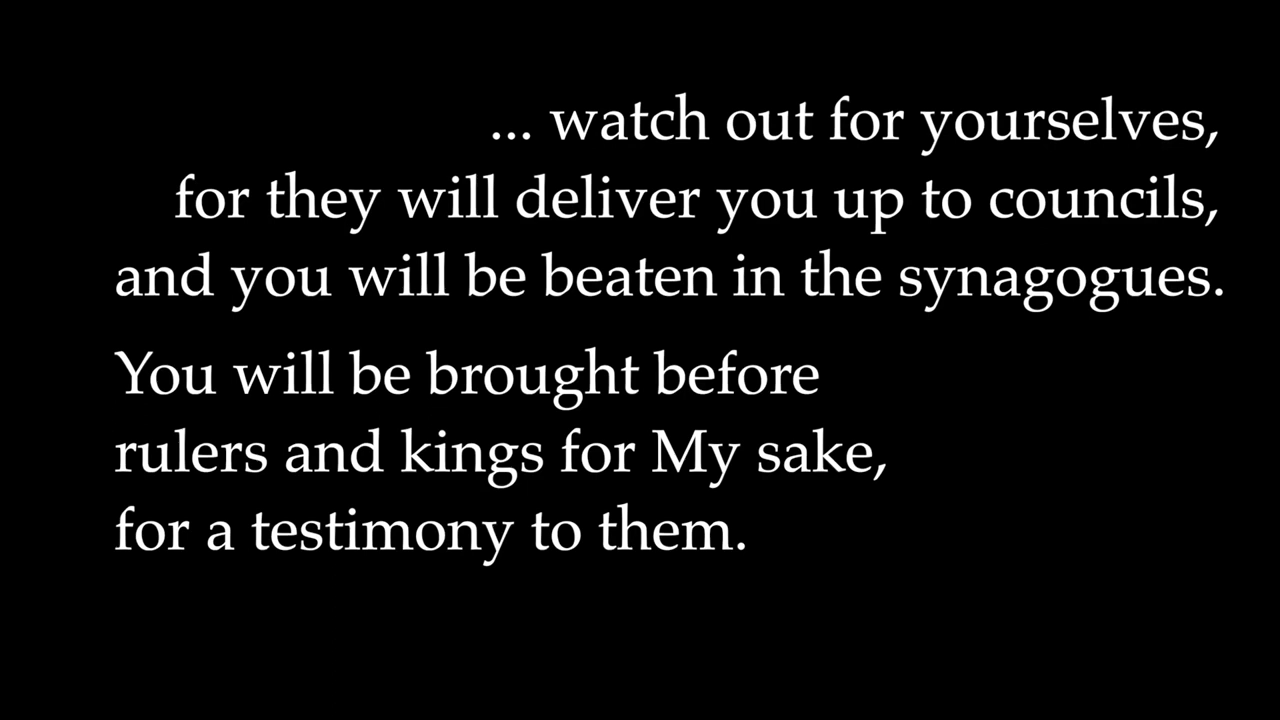 ... watch out for yourselves,
for they will deliver you up to councils,
and you will be beaten in the synagogues.
You will be brought before
rulers and kings for My sake,
for a testimony to them.